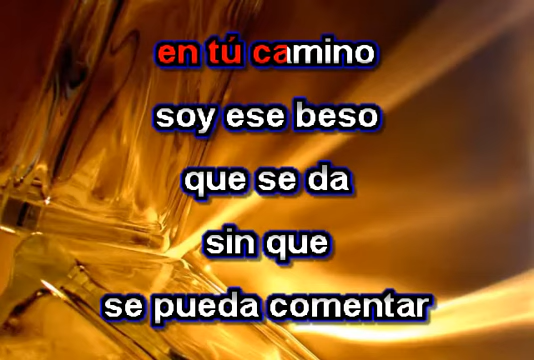 en tú camino
soy ese beso
que se da
sin que
se pueda comentar